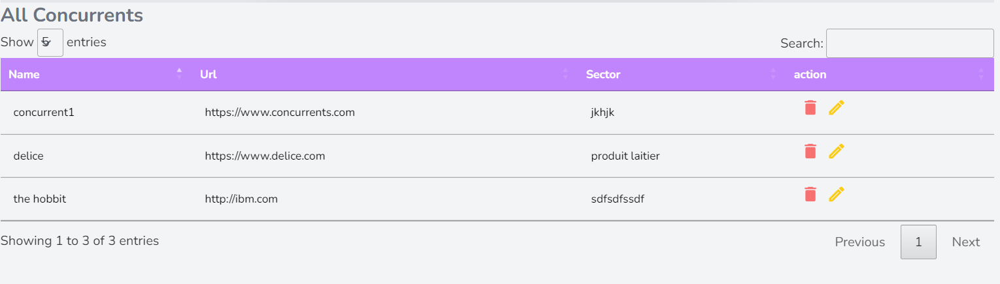 All Concurrents
Show 5 entries Search:
Name Url Sector action
concurrent1 https://www.concurrents.com jkhjk
delice https://www.delice.com produit laitier
the hobbit http://ibm.com sdfsdfssdf
Showing 1 to 3 of 3 entries Previous 1 Next